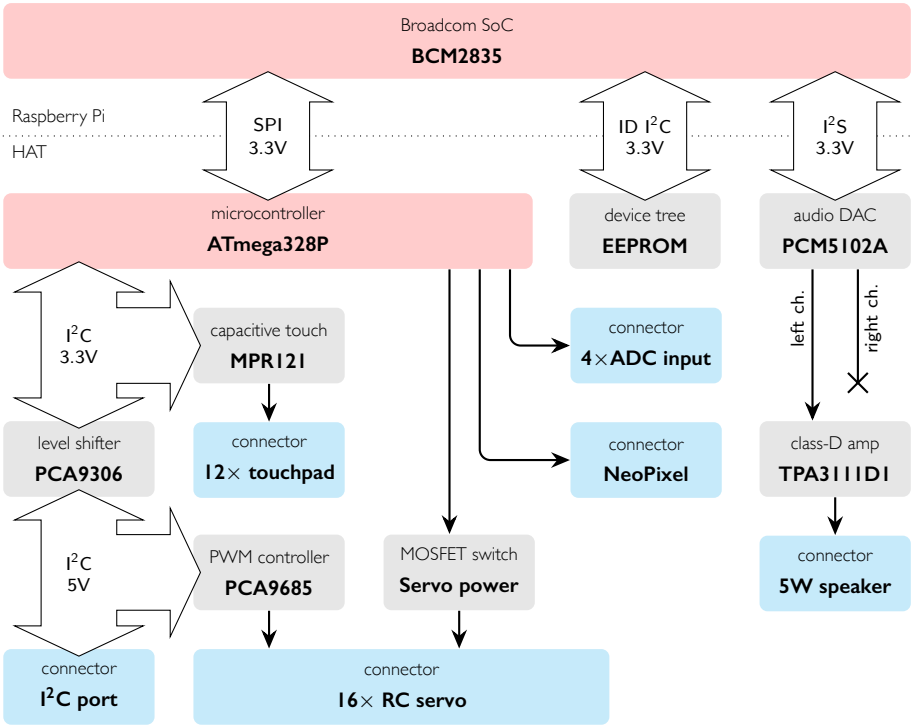 Broadcom SoC
BCM2835
Raspberry Pi
HAT
SPI
3.3V
ID I²C
3.3V
I²S
3.3V
microcontroller
ATmega328P
device tree
EEPROM
audio DAC
PCM5102A
I²C
3.3V
capacitive touch
MPR121
connector
4×ADC input
left ch.
right ch.
level shifter
PCA9306
connector
12× touchpad
connector
NeoPixel
class-D amp
TPA3111D1
I²C
5V
PWM controller
PCA9685
MOSFET switch
Servo power
connector
5W speaker
connector
I²C port
connector
16× RC servo